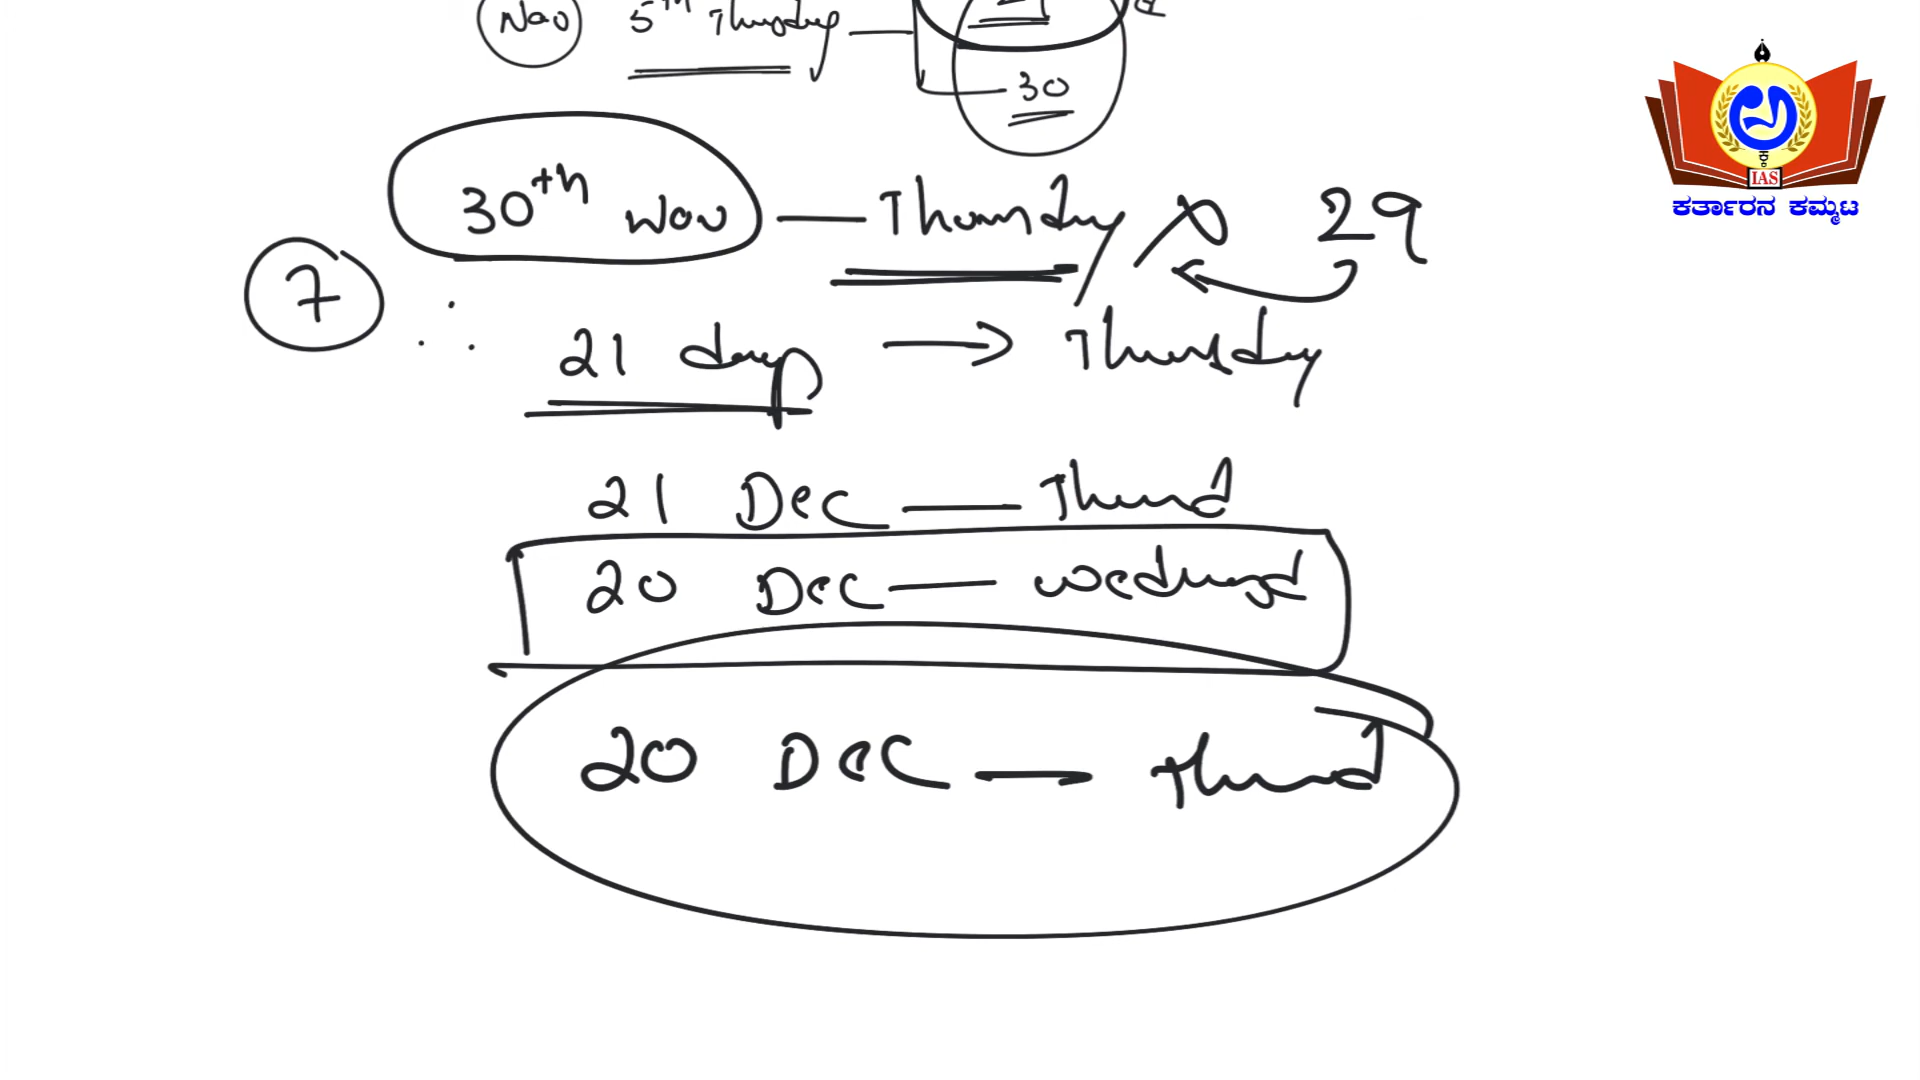 Nov 5th Thursday
30
30th Nov — Thursday 29
7
∴ 21 days → Thursday
21 Dec — Thursd
20 Dec — Wednesd
20 Dec — Thursd
IAS
ಕರ್ತಾರನ ಕಮ್ಮಟ